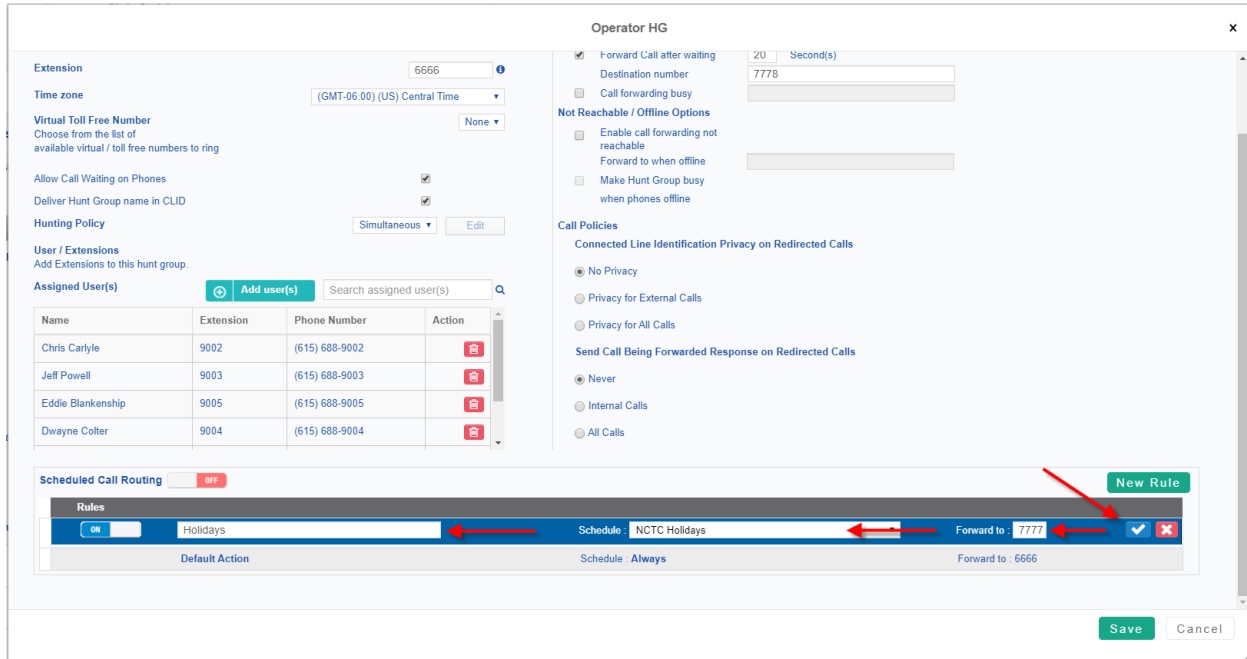 Operator HG
x
Extension
6666
Time zone
(GMT-06:00) (US) Central Time
Virtual Toll Free Number
None
Choose from the list of
available virtual / toll free numbers to ring
Allow Call Waiting on Phones
Deliver Hunt Group name in CLID
Hunting Policy
Simultaneous
Edit
User / Extensions
Add Extensions to this hunt group.
Assigned User(s)
Add user(s)
Search assigned user(s)
Name Extension Phone Number Action
Chris Carlyle 9002 (615) 688-9002
Jeff Powell 9003 (615) 688-9003
Eddie Blankenship 9005 (615) 688-9005
Dwayne Colter 9004 (615) 688-9004
Forward Call after waiting 20 Second(s)
Destination number 7778
Call forwarding busy
Not Reachable / Offline Options
Enable call forwarding not
reachable
Forward to when offline
Make Hunt Group busy
when phones offline
Call Policies
Connected Line Identification Privacy on Redirected Calls
No Privacy
Privacy for External Calls
Privacy for All Calls
Send Call Being Forwarded Response on Redirected Calls
Never
Internal Calls
All Calls
Scheduled Call Routing OFF
New Rule
Rules
ON Holidays Schedule : NCTC Holidays Forward to : 7777
Default Action Schedule : Always Forward to : 6666
Save Cancel